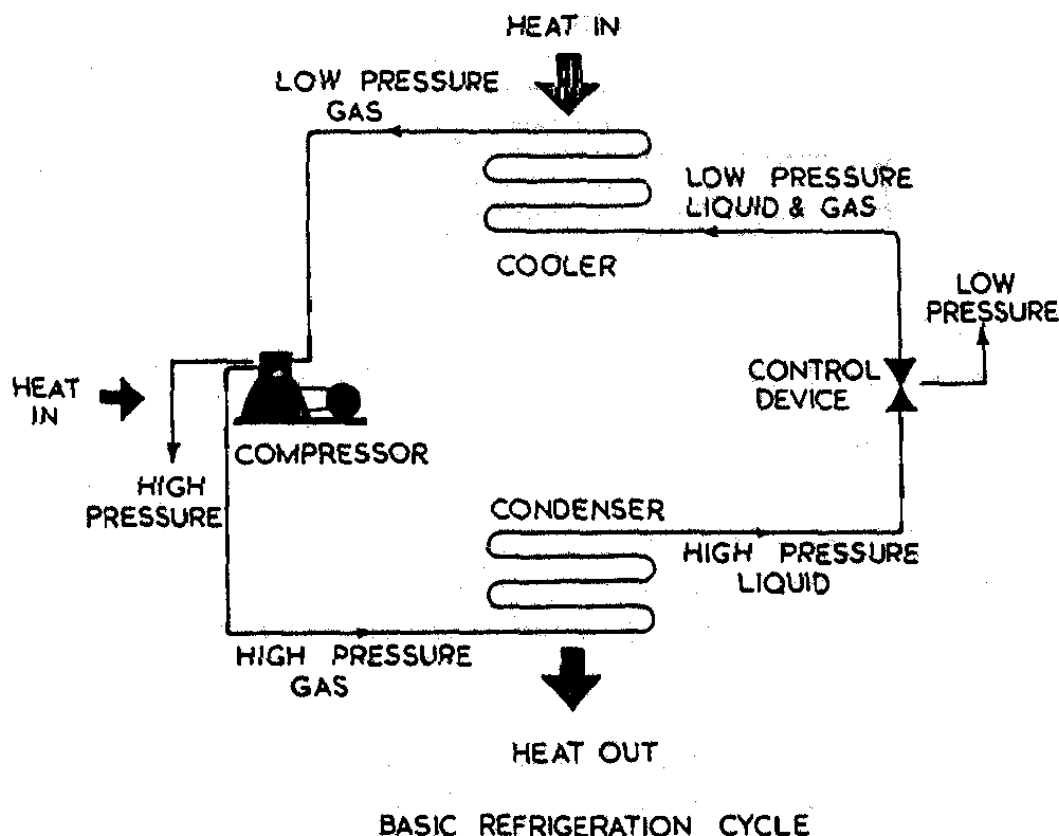 HEAT IN
LOW PRESSURE
GAS
LOW PRESSURE
LIQUID & GAS
COOLER
LOW
PRESSURE
CONTROL
DEVICE
HEAT
IN
COMPRESSOR
HIGH
PRESSURE
CONDENSER
HIGH PRESSURE
LIQUID
HIGH PRESSURE
GAS
HEAT OUT
BASIC REFRIGERATION CYCLE